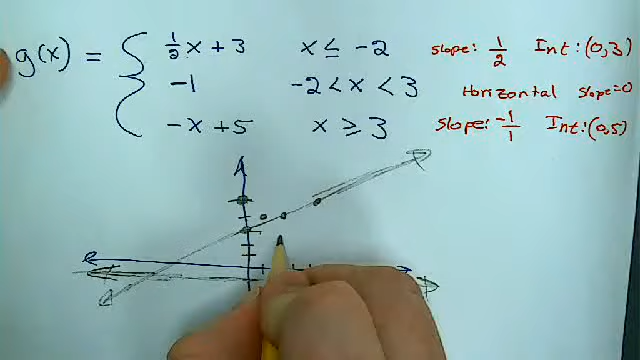 g(x) = { ½x + 3 x ≤ -2 slope: 1/2 Int: (0,3)
-1 -2 < x < 3 Horizontal slope=0
-x + 5 x ≥ 3 slope: -1/1 Int: (0,5)